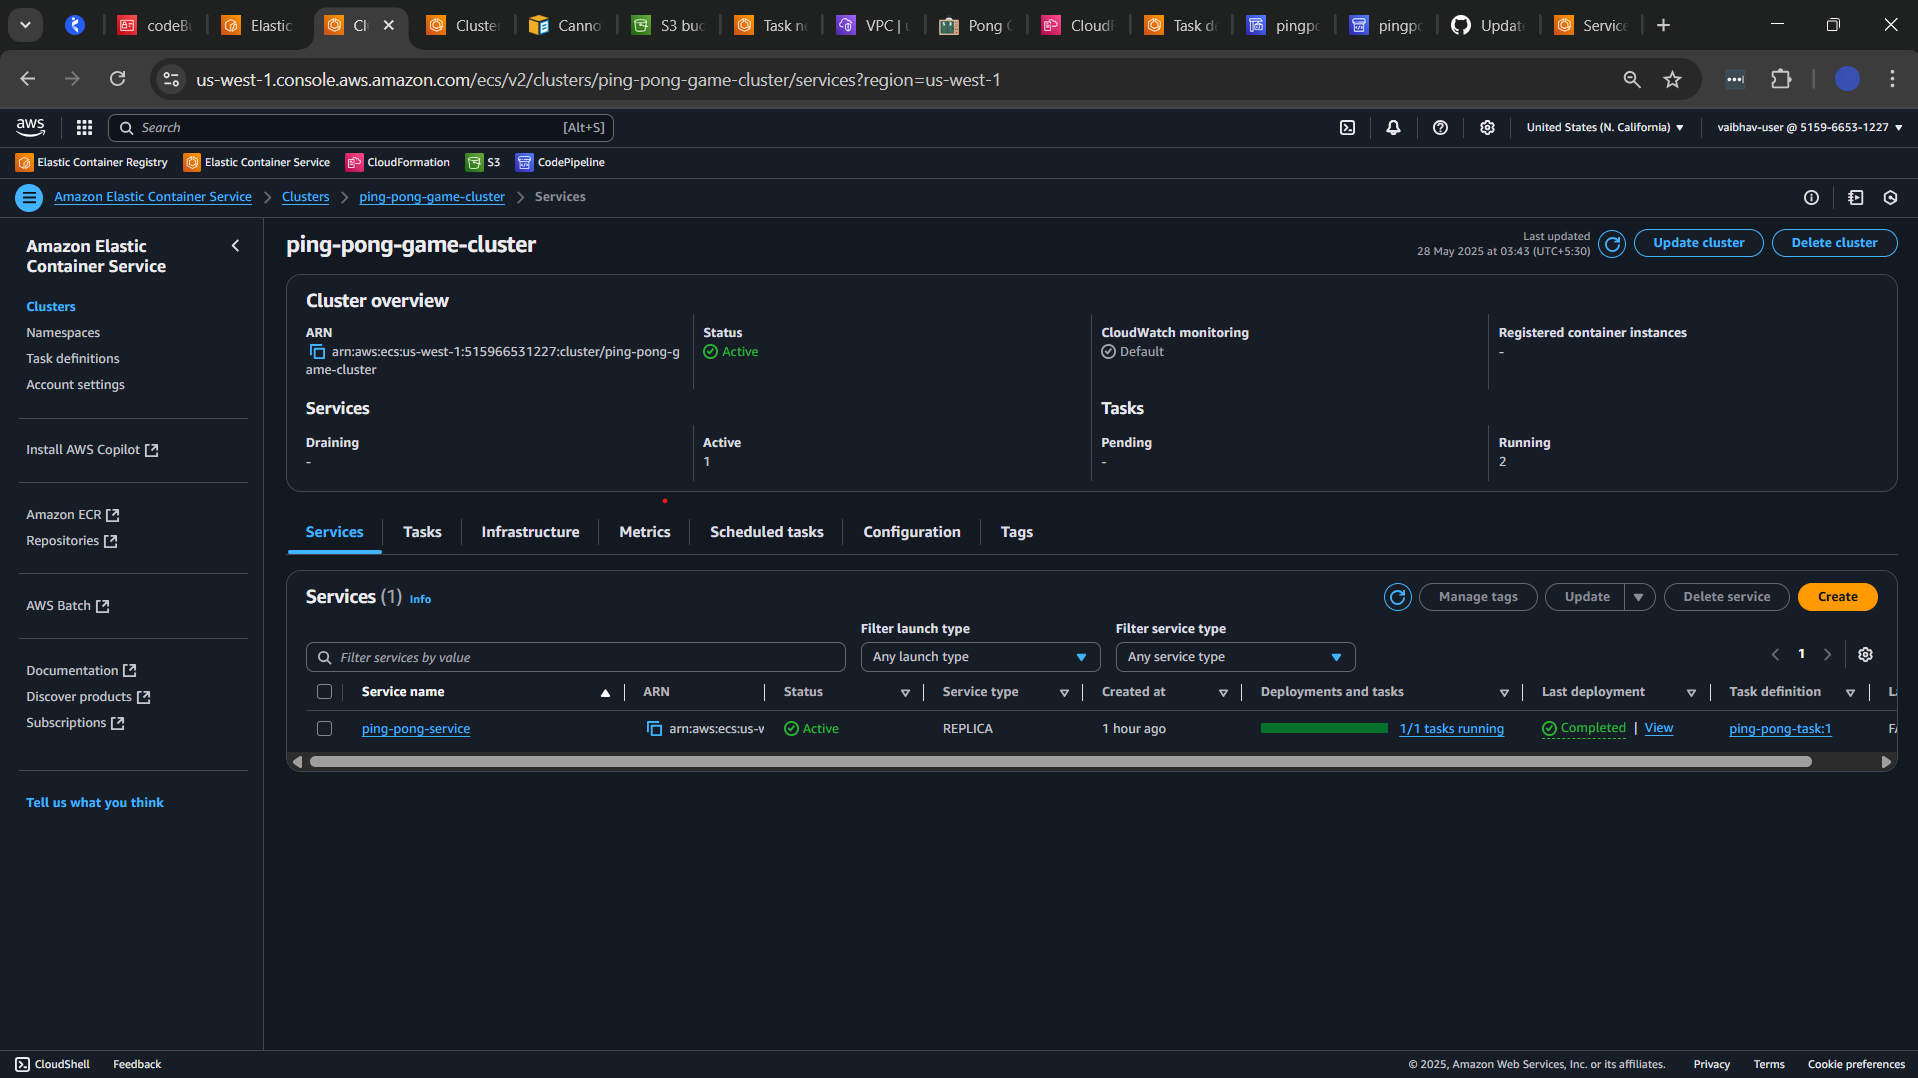 codeBu
Elastic
Cl
Cluster
Canno
S3 buc
Task ne
VPC | u
Pong G
CloudF
Task de
pingpo
pingpo
Update
Service
us-west-1.console.aws.amazon.com/ecs/v2/clusters/ping-pong-game-cluster/services?region=us-west-1
aws
Search
[Alt+S]
United States (N. California)
vaibhav-user @ 5159-6653-1227
Elastic Container Registry
Elastic Container Service
CloudFormation
S3
CodePipeline
Amazon Elastic Container Service
Clusters
ping-pong-game-cluster
Services
Amazon Elastic
Container Service
Clusters
Namespaces
Task definitions
Account settings
Install AWS Copilot
Amazon ECR
Repositories
AWS Batch
Documentation
Discover products
Subscriptions
Tell us what you think
ping-pong-game-cluster
Last updated
28 May 2025 at 03:43 (UTC+5:30)
Update cluster
Delete cluster
Cluster overview
ARN
arn:aws:ecs:us-west-1:515966531227:cluster/ping-pong-g
ame-cluster
Status
Active
CloudWatch monitoring
Default
Registered container instances
-
Services
Tasks
Draining
-
Active
1
Pending
-
Running
2
Services
Tasks
Infrastructure
Metrics
Scheduled tasks
Configuration
Tags
Services (1) Info
Manage tags
Update
Delete service
Create
Filter launch type
Filter service type
Filter services by value
Any launch type
Any service type
1
Service name
ARN
Status
Service type
Created at
Deployments and tasks
Last deployment
Task definition
La
ping-pong-service
arn:aws:ecs:us-v
Active
REPLICA
1 hour ago
1/1 tasks running
Completed | View
ping-pong-task:1
FA
CloudShell
Feedback
© 2025, Amazon Web Services, Inc. or its affiliates.
Privacy
Terms
Cookie preferences